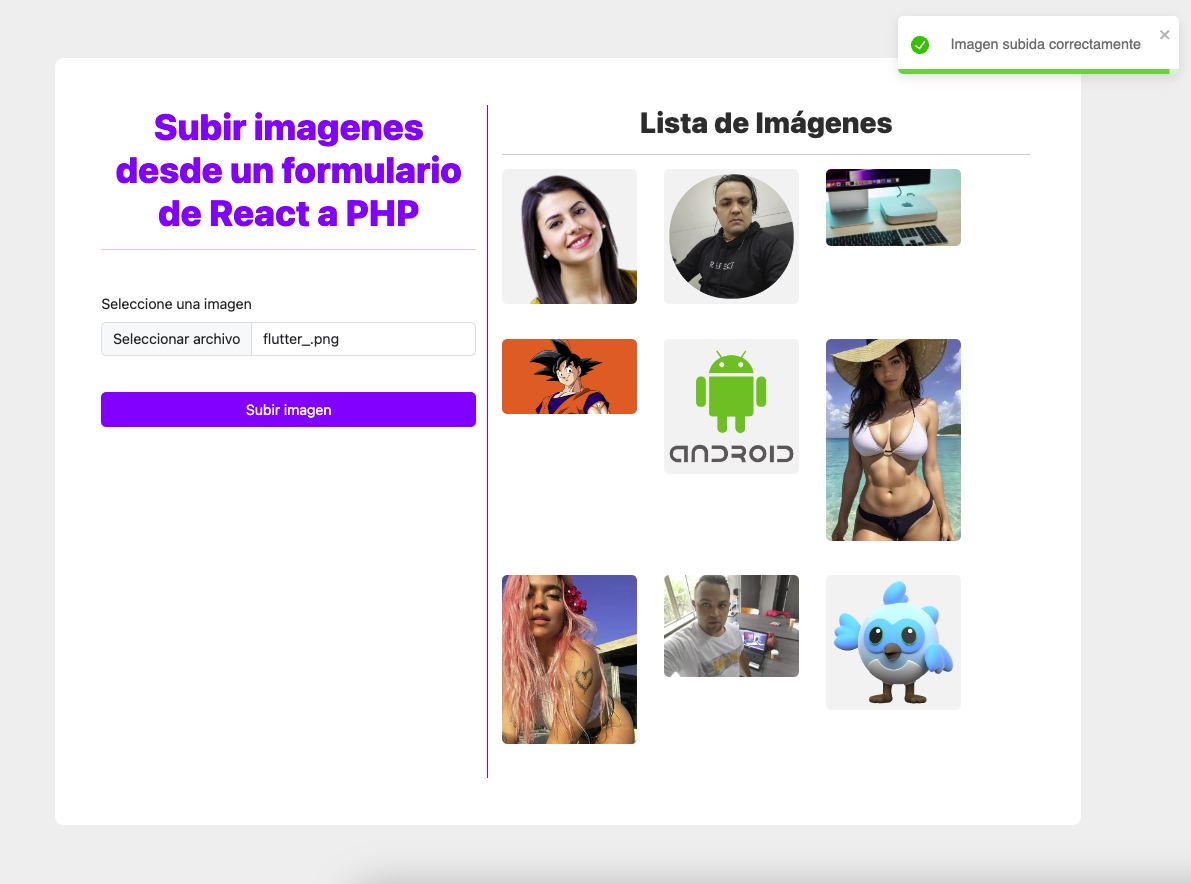 Imagen subida correctamente
Subir imagenes
desde un formulario
de React a PHP
Seleccione una imagen
Seleccionar archivo flutter_.png
Subir imagen
Lista de Imágenes
ANDROID